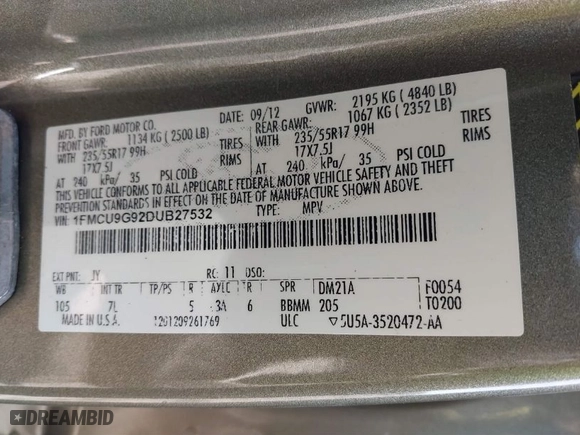 MFD. BY FORD MOTOR CO.
DATE: 09/12 GVWR: 2195 KG ( 4840 LB)
FRONT GAWR: 1134 KG ( 2500 LB)
REAR GAWR: 1067 KG ( 2352 LB)
WITH 235/55R17 99H TIRES
WITH 235/55R17 99H TIRES
17X7.5J RIMS
17X7.5J RIMS
AT 240 kPa/ 35 PSI COLD
AT 240 kPa/ 35 PSI COLD
THIS VEHICLE CONFORMS TO ALL APPLICABLE FEDERAL MOTOR VEHICLE SAFETY AND THEFT
PREVENTION STANDARDS IN EFFECT ON THE DATE OF MANUFACTURE SHOWN ABOVE.
VIN: 1FMCU9G92DUB27532
TYPE: MPV
EXT PNT: JY RC: 11 DSO:
WB INT TR TP/PS R AXLC TR SPR DM21A F0054
105 7L 5 3A 6 BBMM 205 T0200
MADE IN U.S.A. 1201209261769 ULC ▽5U5A-3520472-AA
DREAMBID